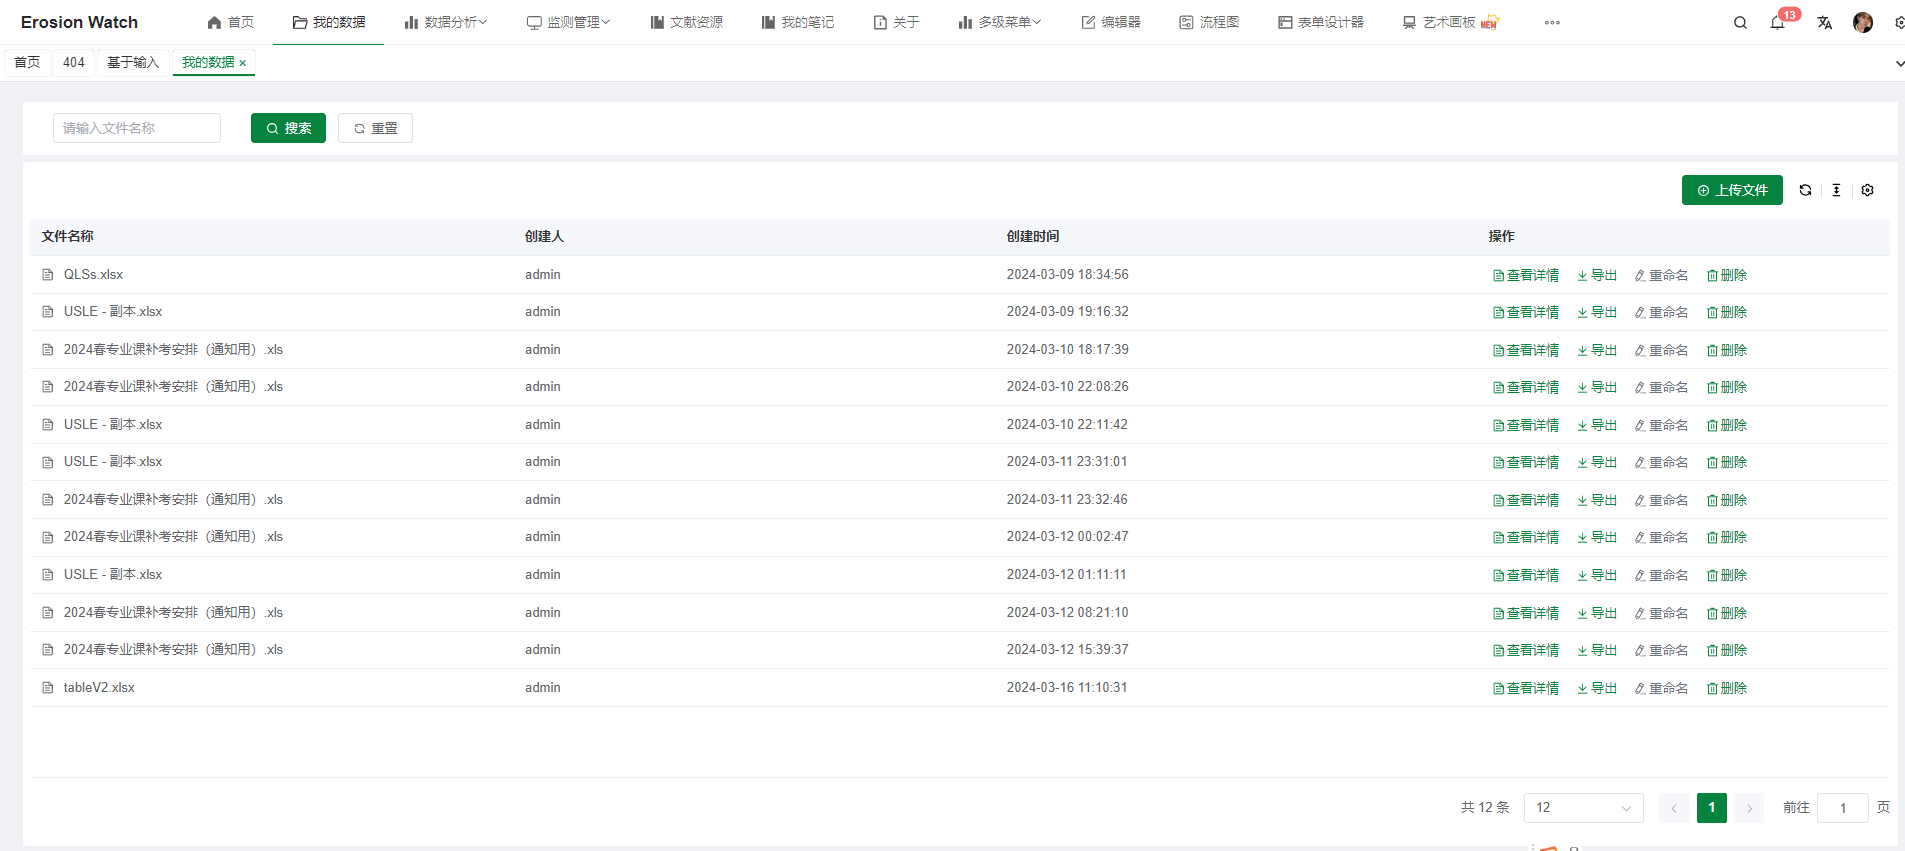 Erosion Watch 首页 我的数据 数据分析 监测管理 文献资源 我的笔记 关于 多级菜单 编辑器 流程图 表单设计器 艺术画板 NEW 13
首页 404 基于输入 我的数据 ×
请输入文件名称 搜索 重置
上传文件
文件名称 创建人 创建时间 操作
QLSs.xlsx admin 2024-03-09 18:34:56 查看详情 导出 重命名 删除
USLE - 副本.xlsx admin 2024-03-09 19:16:32 查看详情 导出 重命名 删除
2024春专业课补考安排（通知用）.xls admin 2024-03-10 18:17:39 查看详情 导出 重命名 删除
2024春专业课补考安排（通知用）.xls admin 2024-03-10 22:08:26 查看详情 导出 重命名 删除
USLE - 副本.xlsx admin 2024-03-10 22:11:42 查看详情 导出 重命名 删除
USLE - 副本.xlsx admin 2024-03-11 23:31:01 查看详情 导出 重命名 删除
2024春专业课补考安排（通知用）.xls admin 2024-03-11 23:32:46 查看详情 导出 重命名 删除
2024春专业课补考安排（通知用）.xls admin 2024-03-12 00:02:47 查看详情 导出 重命名 删除
USLE - 副本.xlsx admin 2024-03-12 01:11:11 查看详情 导出 重命名 删除
2024春专业课补考安排（通知用）.xls admin 2024-03-12 08:21:10 查看详情 导出 重命名 删除
2024春专业课补考安排（通知用）.xls admin 2024-03-12 15:39:37 查看详情 导出 重命名 删除
tableV2.xlsx admin 2024-03-16 11:10:31 查看详情 导出 重命名 删除
共 12 条 12 1 前往 1 页